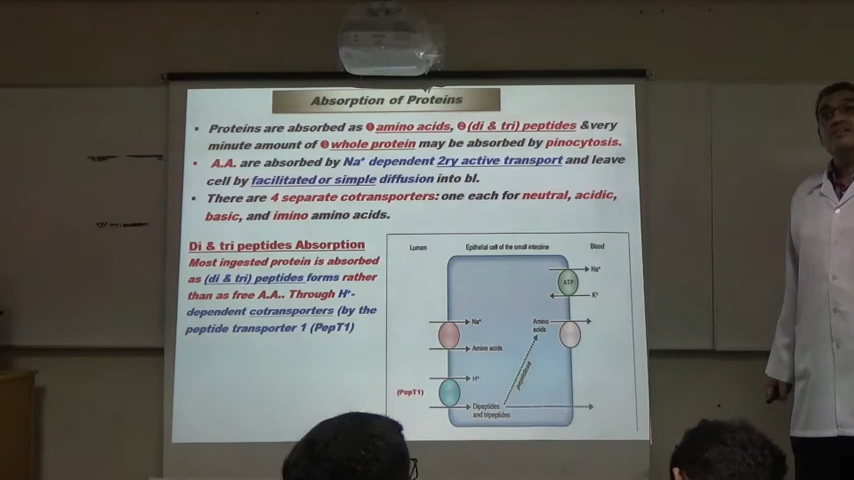 Absorption of Proteins
▪ Proteins are absorbed as ❶amino acids, ❷(di & tri) peptides &very
minute amount of ❸whole protein may be absorbed by pinocytosis.
▪ A.A. are absorbed by Na⁺ dependent 2ry active transport and leave
cell by facilitated or simple diffusion into bl.
▪ There are 4 separate cotransporters: one each for neutral, acidic,
basic, and imino amino acids.
Di & tri peptides Absorption
Most ingested protein is absorbed
as (di & tri) peptides forms rather
than as free A.A.. Through H⁺-
dependent cotransporters (by the
peptide transporter 1 (PepT1)
Lumen
Epithelial cell of the small intestine
Blood
Na⁺
ATP
K⁺
Na⁺
Amino
acids
Amino acids
peptidase
H⁺
(PepT1)
Dipeptides
and tripeptides